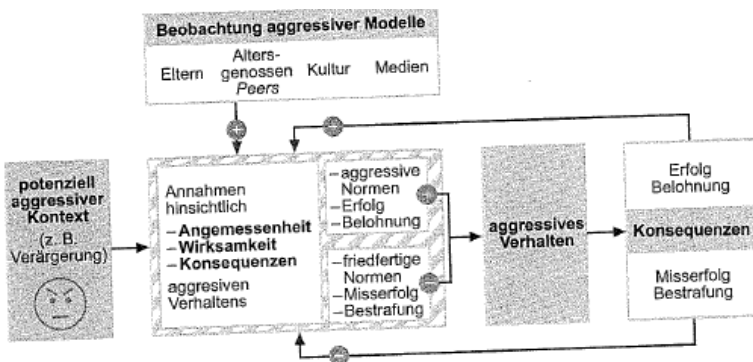 Beobachtung aggressiver Modelle
Eltern
Alters-
genossen
Peers
Kultur
Medien
+
+
potenziell
aggressiver
Kontext
(z. B.
Verärgerung)
Annahmen
hinsichtlich
–Angemessenheit
–Wirksamkeit
–Konsequenzen
aggresiven
Verhaltens
–aggressive
Normen
–Erfolg
–Belohnung
–friedfertige
Normen
–Misserfolg
–Bestrafung
–
aggressives
Verhalten
Erfolg
Belohnung
Konsequenzen
Misserfolg
Bestrafung
–